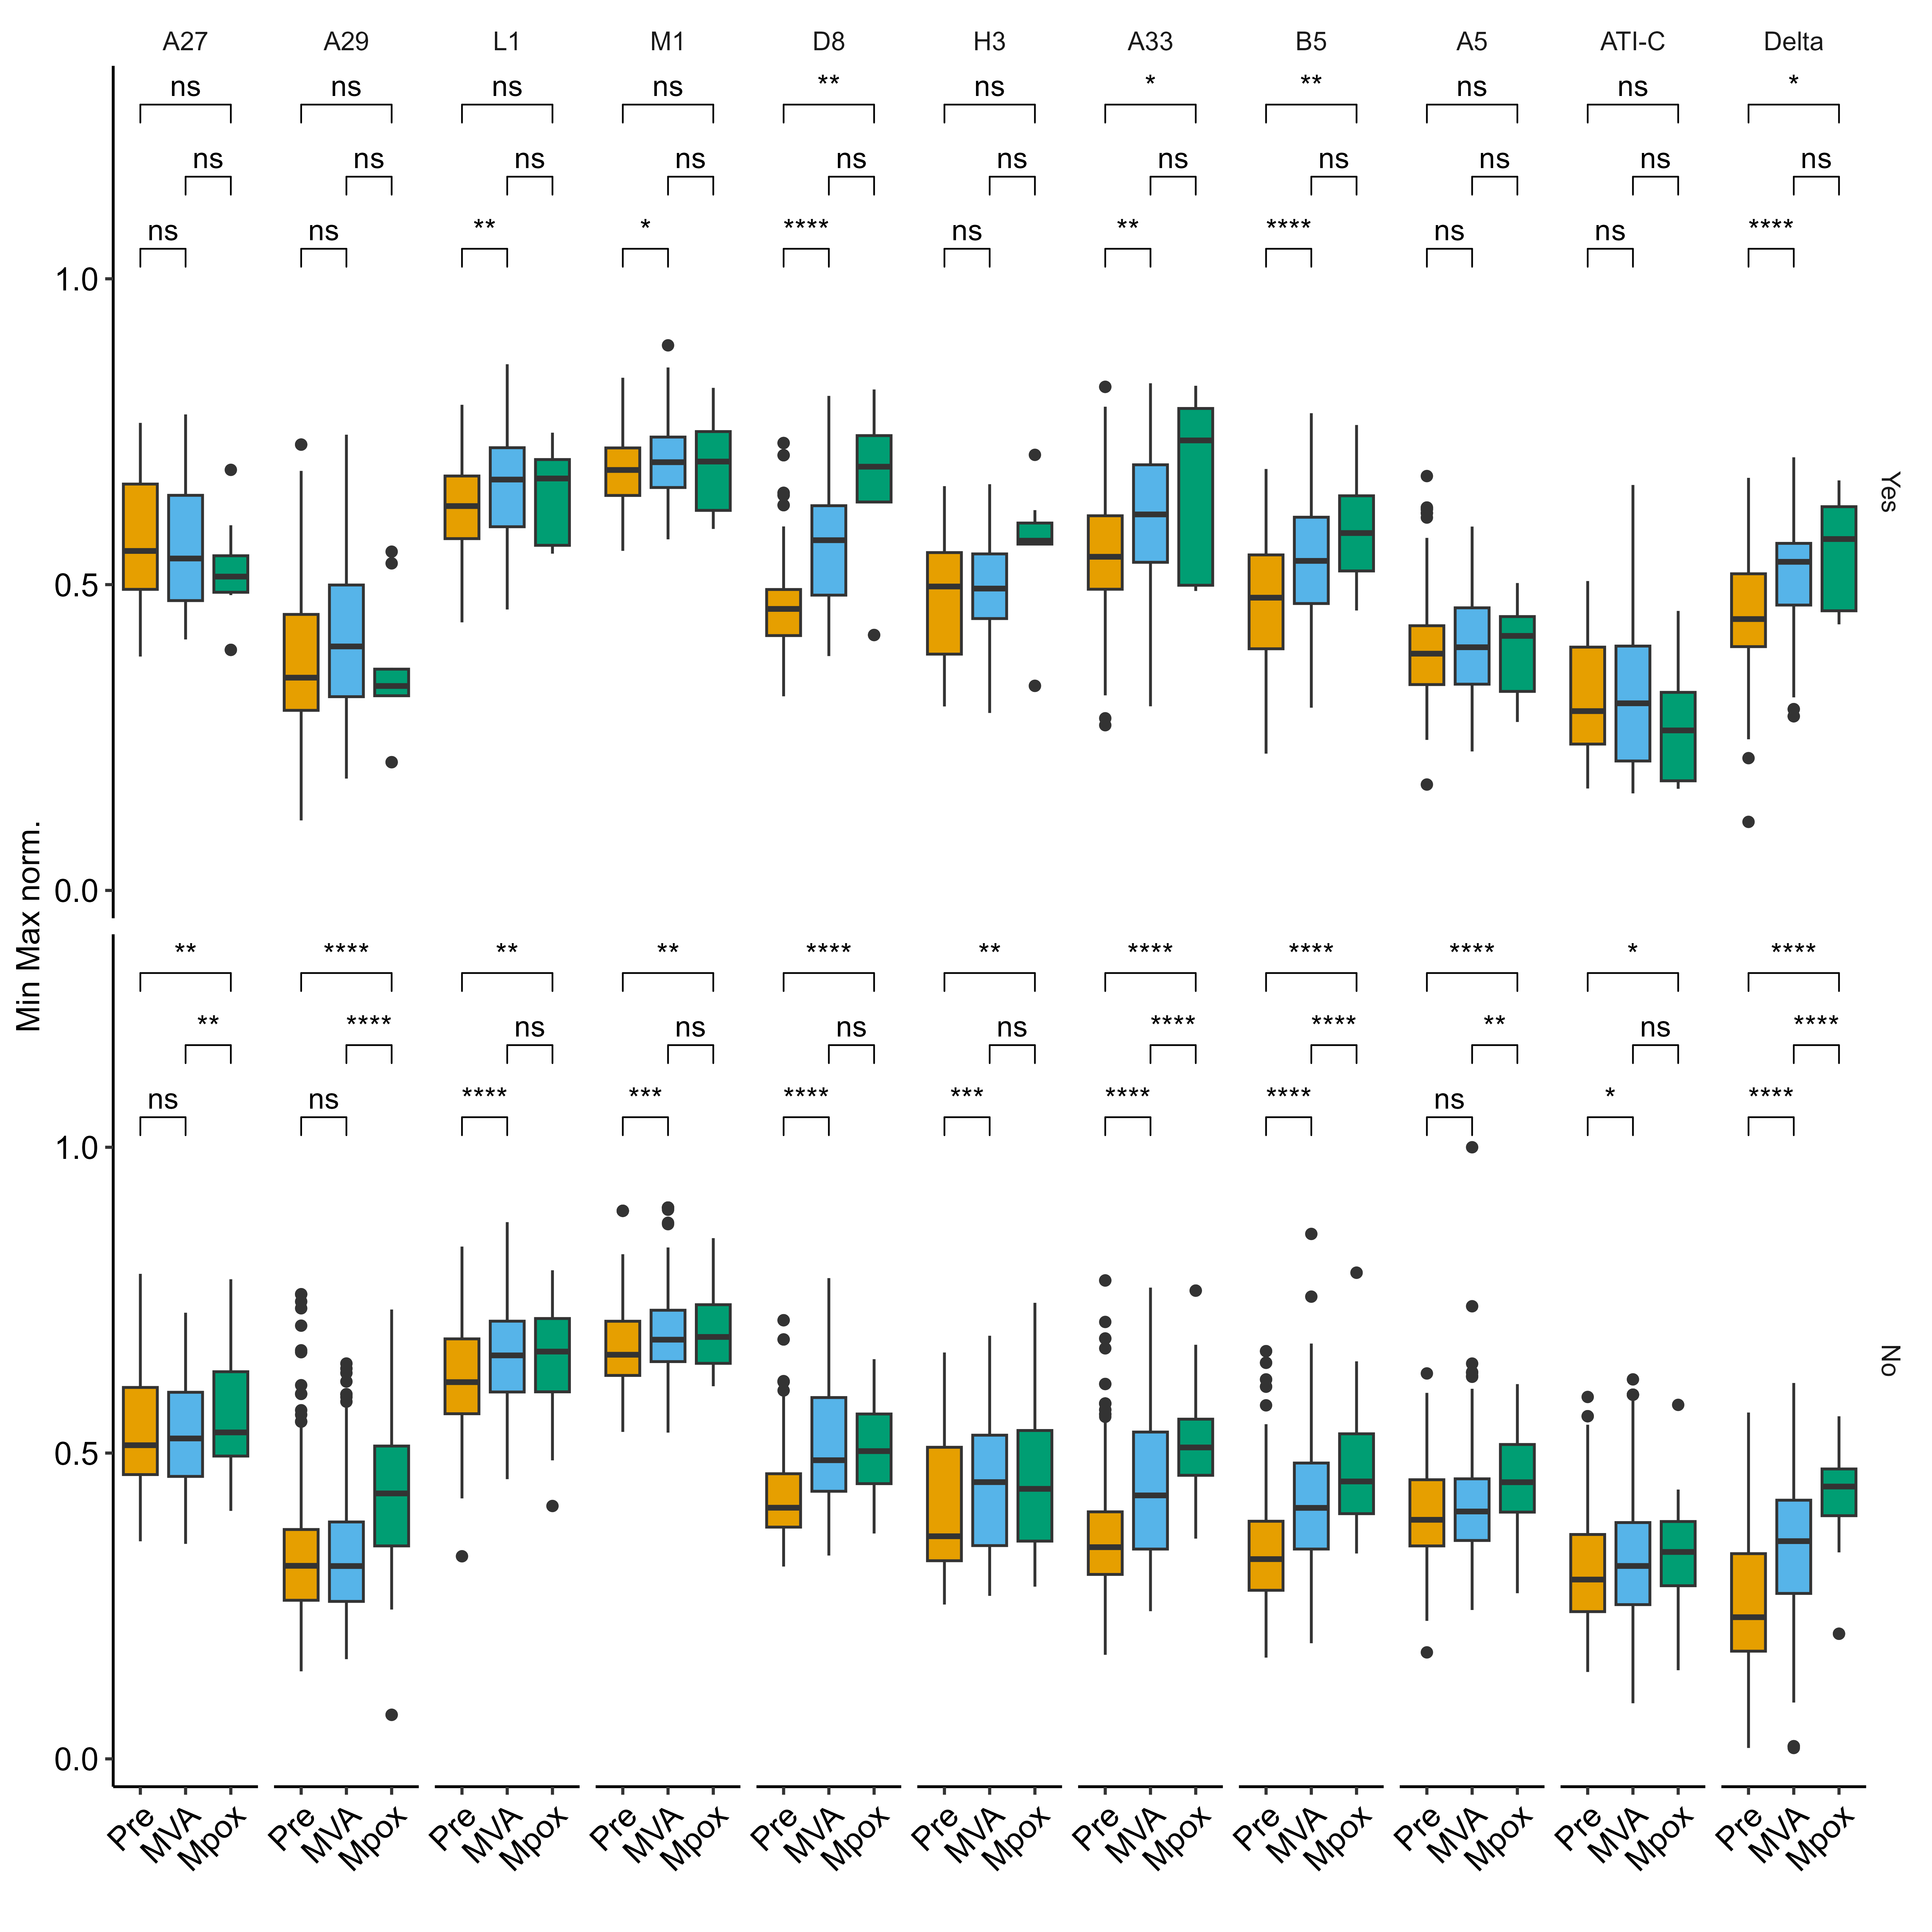 A27 A29 L1 M1 D8 H3 A33 B5 A5 ATI-C Delta
ns ns ns ns ** ns * ** ns ns *
ns ns ns ns ns ns ns ns ns ns ns
ns ns ** * **** ns ** **** ns ns ****
1.0
0.5
0.0
Yes
Min Max norm.
** **** ** ** **** ** **** **** **** * ****
** **** ns ns ns ns **** **** ** ns ****
ns ns **** *** **** *** **** **** ns * ****
1.0
0.5
0.0
No
Pre MVA Mpox Pre MVA Mpox Pre MVA Mpox Pre MVA Mpox Pre MVA Mpox Pre MVA Mpox Pre MVA Mpox Pre MVA Mpox Pre MVA Mpox Pre MVA Mpox Pre MVA Mpox